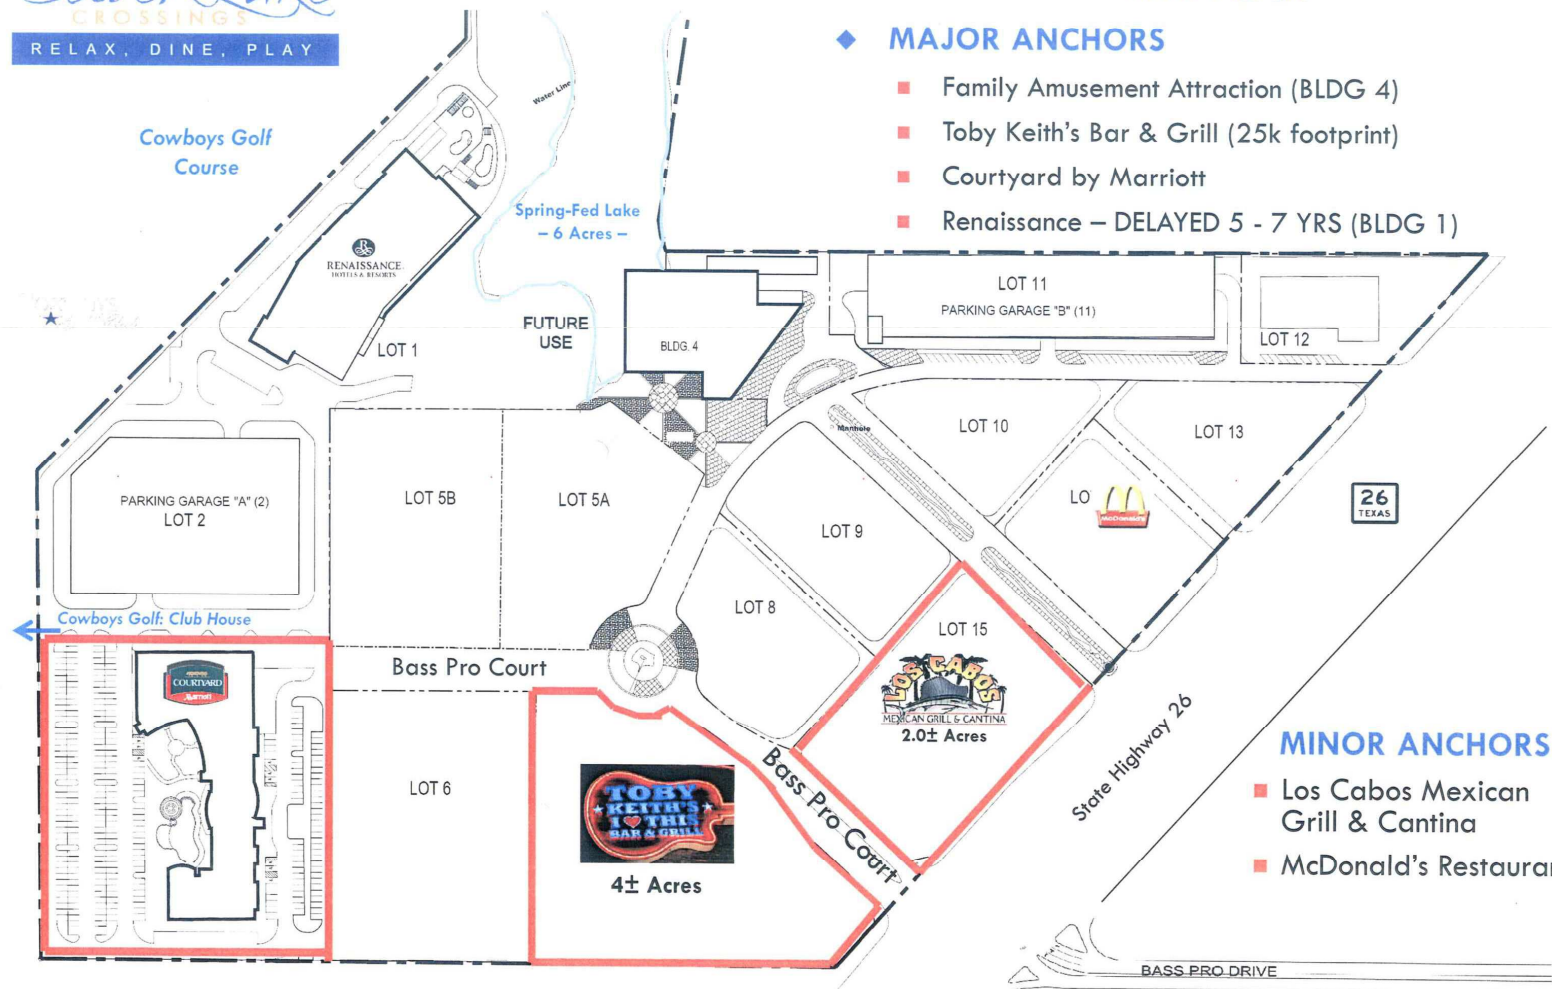 CROSSINGS
RELAX, DINE, PLAY
◆ MAJOR ANCHORS
Family Amusement Attraction (BLDG 4)
Toby Keith's Bar & Grill (25k footprint)
Courtyard by Marriott
Renaissance – DELAYED 5 - 7 YRS (BLDG 1)
Cowboys Golf
Course
Water Line
Spring-Fed Lake
– 6 Acres –
R
RENAISSANCE
HOTELS & RESORTS
FUTURE
USE
BLDG. 4
LOT 1
LOT 11
PARKING GARAGE "B" (11)
LOT 12
LOT 10
LOT 13
Manhole
PARKING GARAGE "A" (2)
LOT 2
LOT 5B
LOT 5A
LOT 9
LO
McDonald's
26
TEXAS
LOT 8
LOT 15
LOS CABOS
MEXICAN GRILL & CANTINA
2.0± Acres
Cowboys Golf: Club House
COURTYARD
Marriott
Bass Pro Court
LOT 6
TOBY
KEITH'S
I ♥ THIS
BAR & GRILL
4± Acres
Bass Pro Court
State Highway 26
MINOR ANCHORS
Los Cabos Mexican
Grill & Cantina
McDonald's Restaura
BASS PRO DRIVE